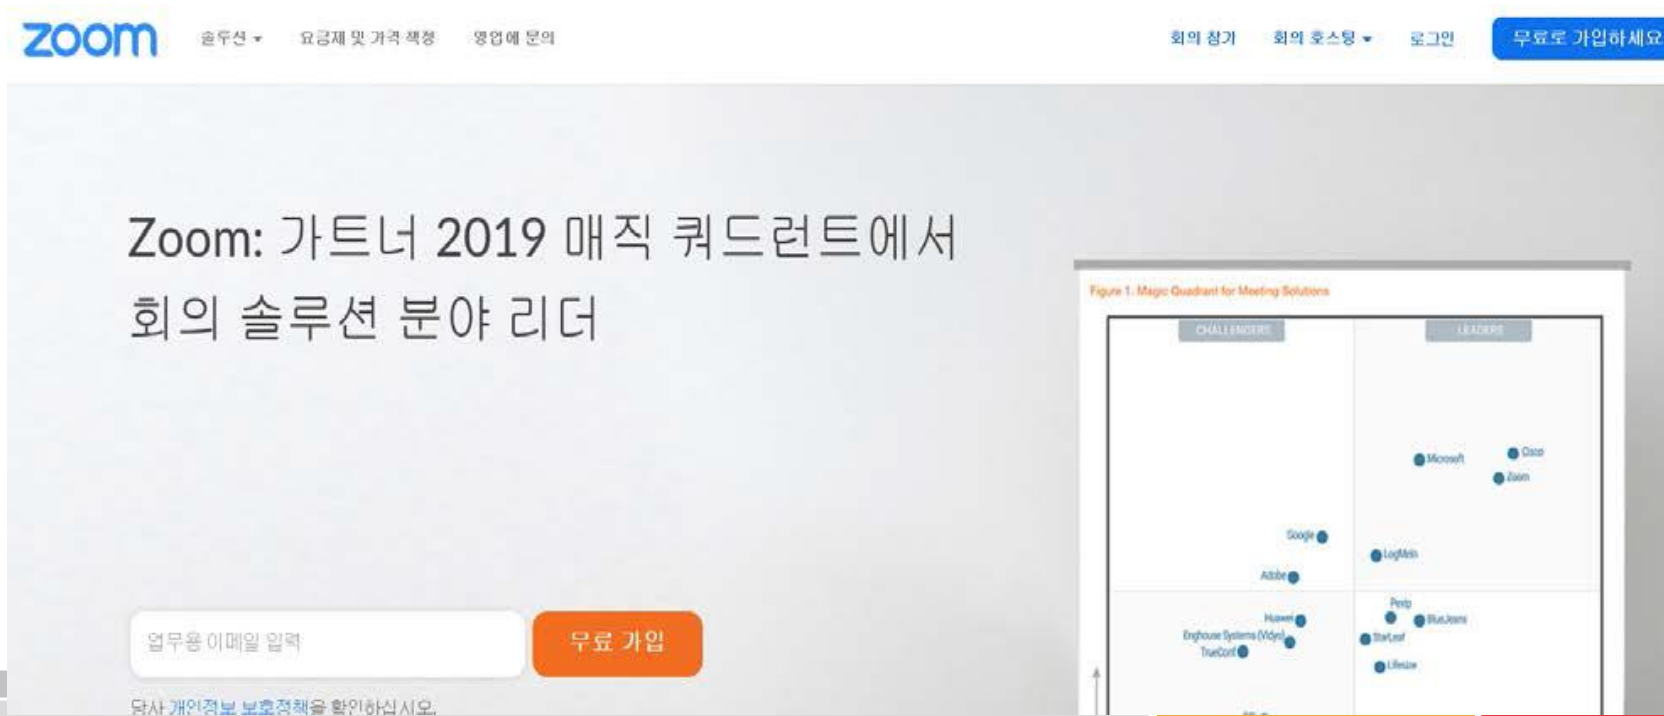 zoom
솔루션
요금제 및 가격 책정
영업에 문의
회의 참가
회의 호스팅
로그인
무료로 가입하세요
Zoom: 가트너 2019 매직 쿼드런트에서
회의 솔루션 분야 리더
Figure 1. Magic Quadrant for Meeting Solutions
CHALLENGERS
LEADERS
Microsoft
Cisco
Zoom
Google
LogMeIn
Adobe
Pexip
Huawei
BlueJeans
Enghouse Systems (Vidyo)
StarLeaf
TrueConf
Lifesize
업무용 이메일 입력
무료 가입
당사 개인정보 보호정책을 확인하십시오.